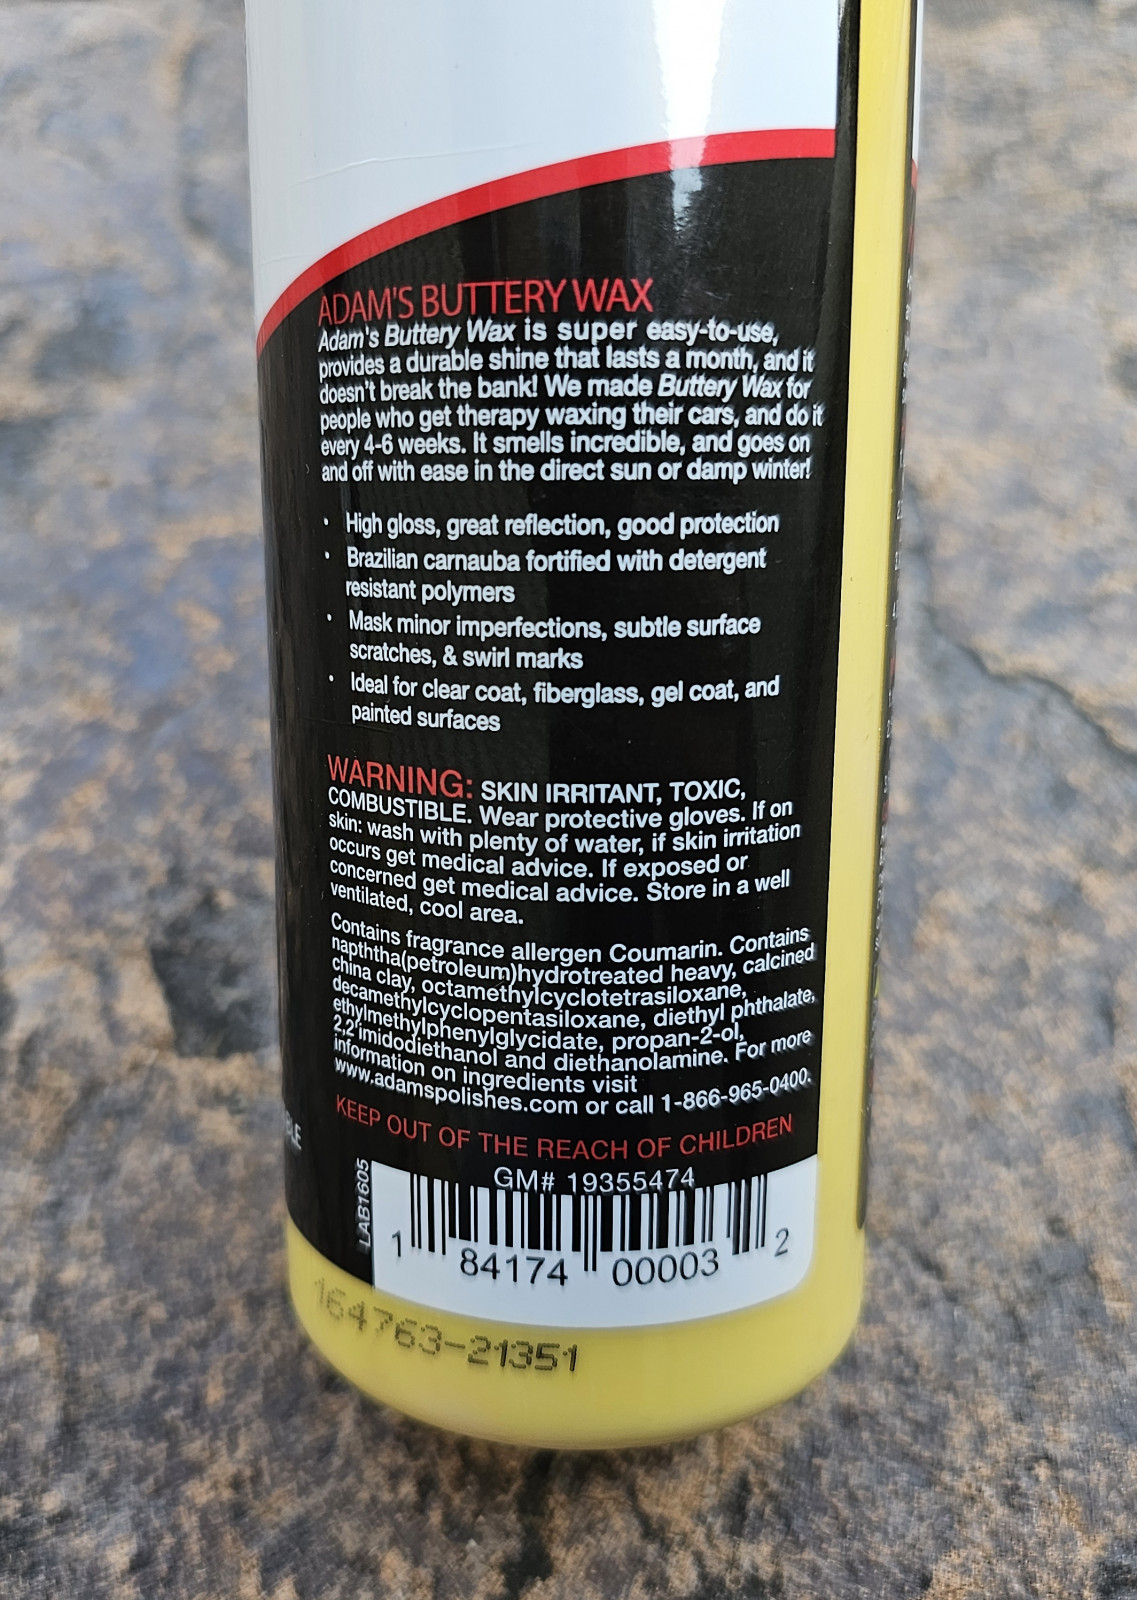 ADAM'S BUTTERY WAX
Adam's Buttery Wax is super easy-to-use,
provides a durable shine that lasts a month, and it
doesn't break the bank! We made Buttery Wax for
people who get therapy waxing their cars, and do it
every 4-6 weeks. It smells incredible, and goes on
and off with ease in the direct sun or damp winter!
• High gloss, great reflection, good protection
• Brazilian carnauba fortified with detergent
resistant polymers
• Mask minor imperfections, subtle surface
scratches, & swirl marks
• Ideal for clear coat, fiberglass, gel coat, and
painted surfaces
WARNING: SKIN IRRITANT, TOXIC,
COMBUSTIBLE. Wear protective gloves. If on
skin: wash with plenty of water, if skin irritation
occurs get medical advice. If exposed or
concerned get medical advice. Store in a well
ventilated, cool area.
Contains fragrance allergen Coumarin. Contains
napththa(petroleum)hydrotreated heavy, calcined
china clay, octamethylcyclotetrasiloxane,
decamethylcyclopentasiloxane, diethyl phthalate,
ethylmethylphenylglycidate, propan-2-ol,
2,2'imidodiethanol and diethanolamine. For more
information on ingredients visit
www.adamspolishes.com or call 1-866-965-0400.
KEEP OUT OF THE REACH OF CHILDREN
GM# 19355474
LAB1605
1 84174 00003 2
164763-21351